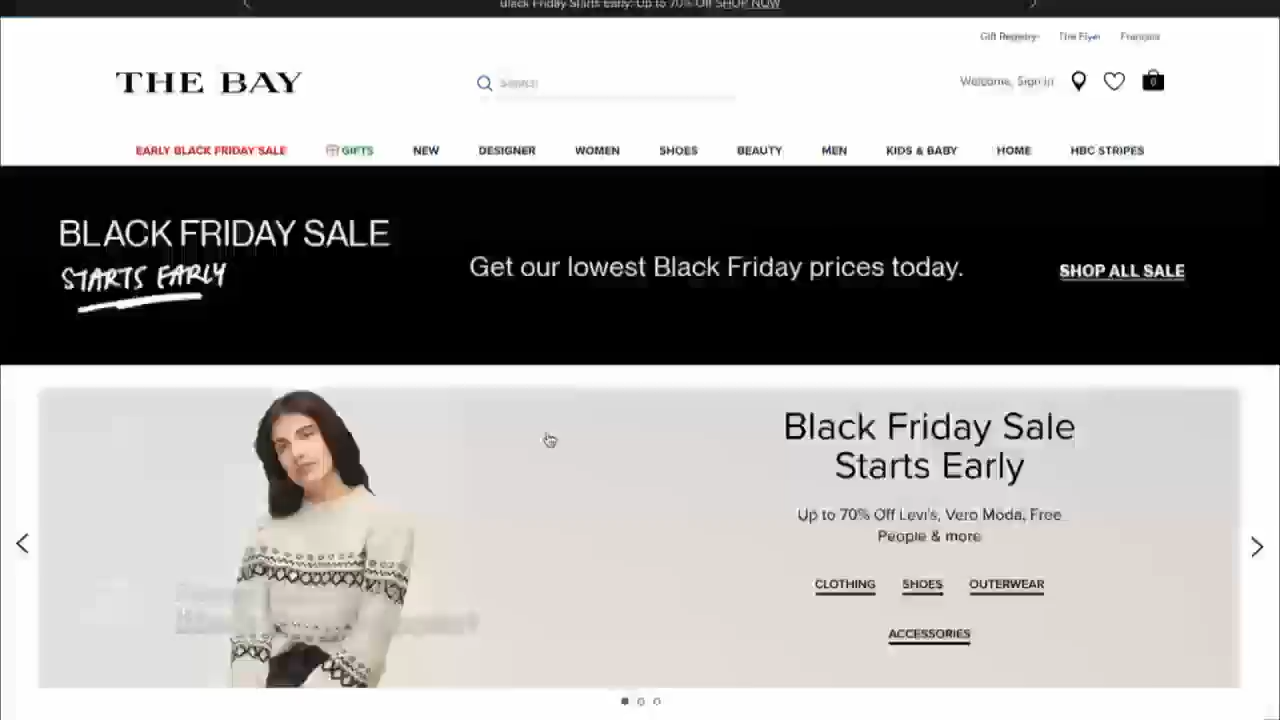 Black Friday Starts Early: Up to 70% Off SHOP NOW
Gift Registry The Flyer Français
THE BAY
Search
Welcome, Sign In
0
EARLY BLACK FRIDAY SALE GIFTS NEW DESIGNER WOMEN SHOES BEAUTY MEN KIDS & BABY HOME HBC STRIPES
BLACK FRIDAY SALE
STARTS EARLY
Get our lowest Black Friday prices today.
SHOP ALL SALE
Black Friday Sale
Starts Early
Up to 70% Off Levi's, Vero Moda, Free
People & more
CLOTHING SHOES OUTERWEAR
ACCESSORIES